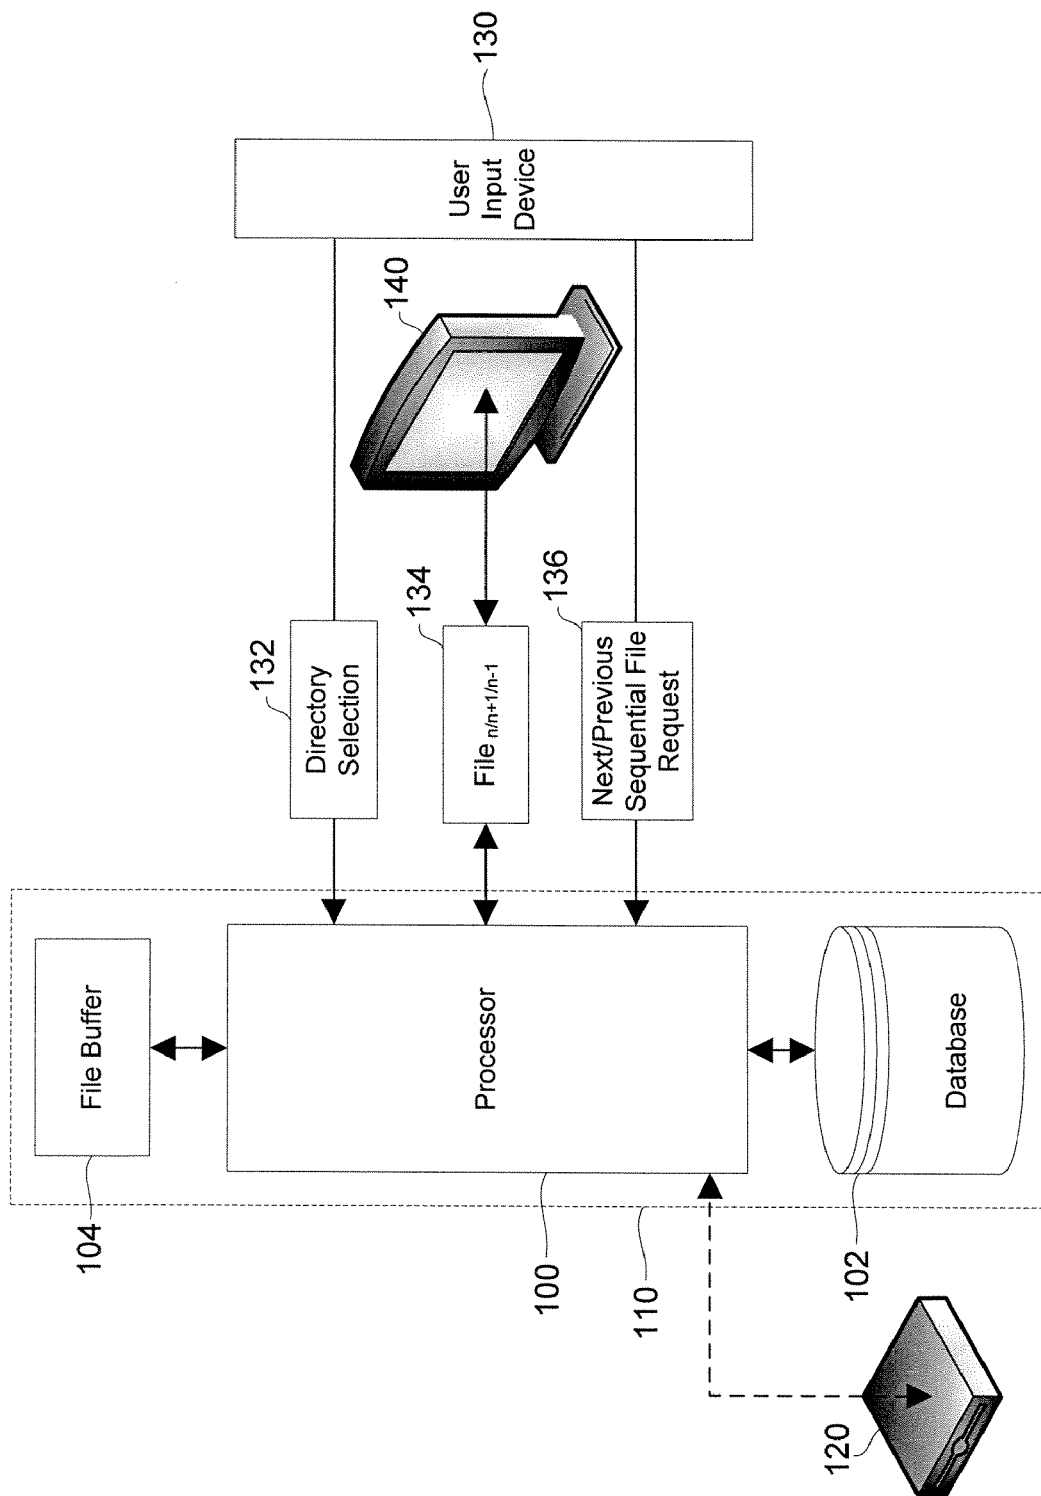 104
File Buffer
132
Directory
Selection
140
134
User
Input
Device
130
Processor
File n/n+1/n-1
100
136
Next/Previous
Sequential File
Request
110
120
102
Database